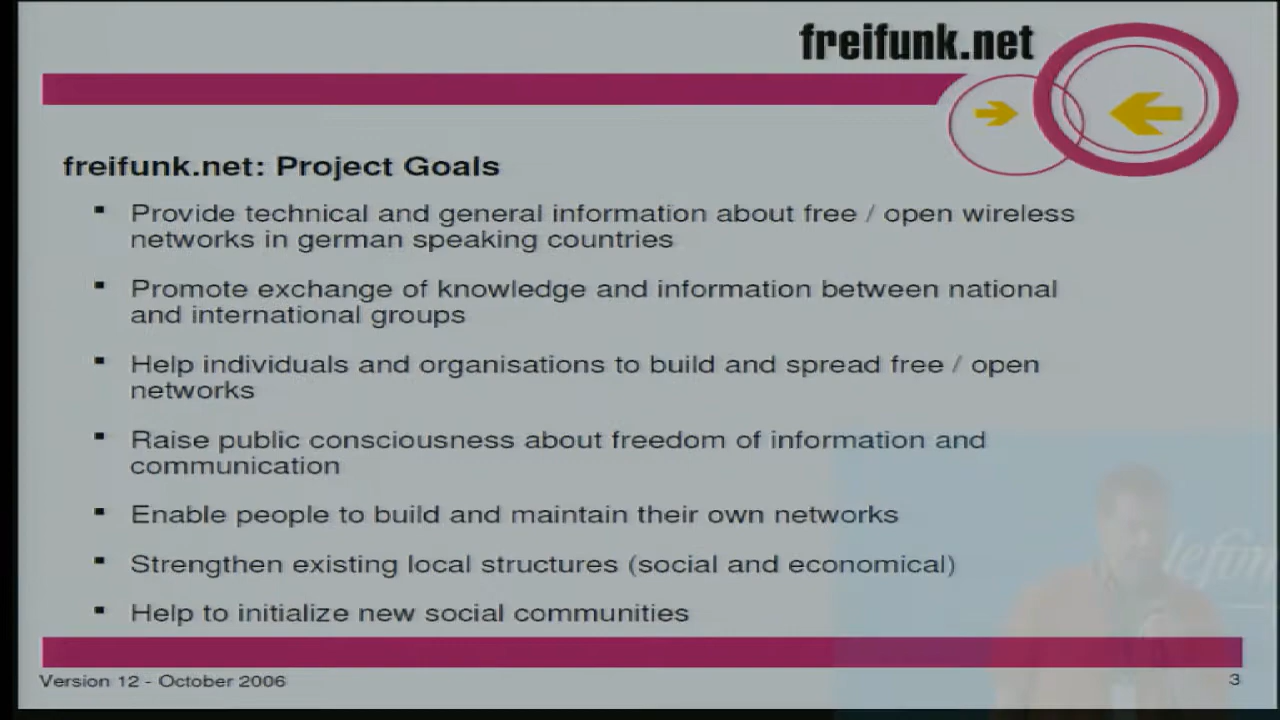 freifunk.net
freifunk.net: Project Goals
Provide technical and general information about free / open wireless
networks in german speaking countries
Promote exchange of knowledge and information between national
and international groups
Help individuals and organisations to build and spread free / open
networks
Raise public consciousness about freedom of information and
communication
Enable people to build and maintain their own networks
Strengthen existing local structures (social and economical)
Help to initialize new social communities
Version 12 - October 2006
3